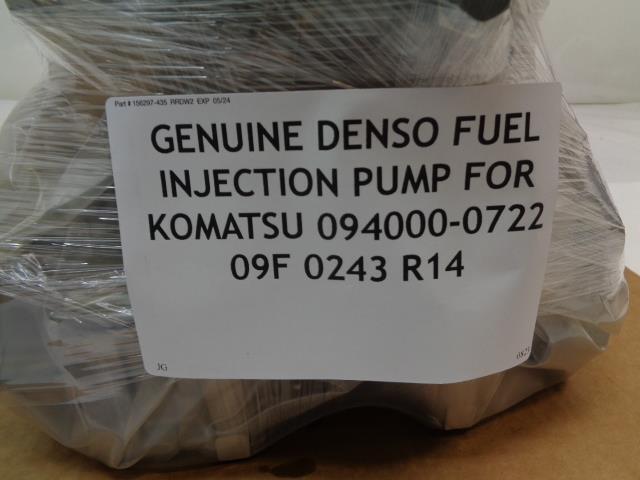 Part # 156297-435 RRDW2 EXP 05/24
GENUINE DENSO FUEL
INJECTION PUMP FOR
KOMATSU 094000-0722
09F 0243 R14
JG